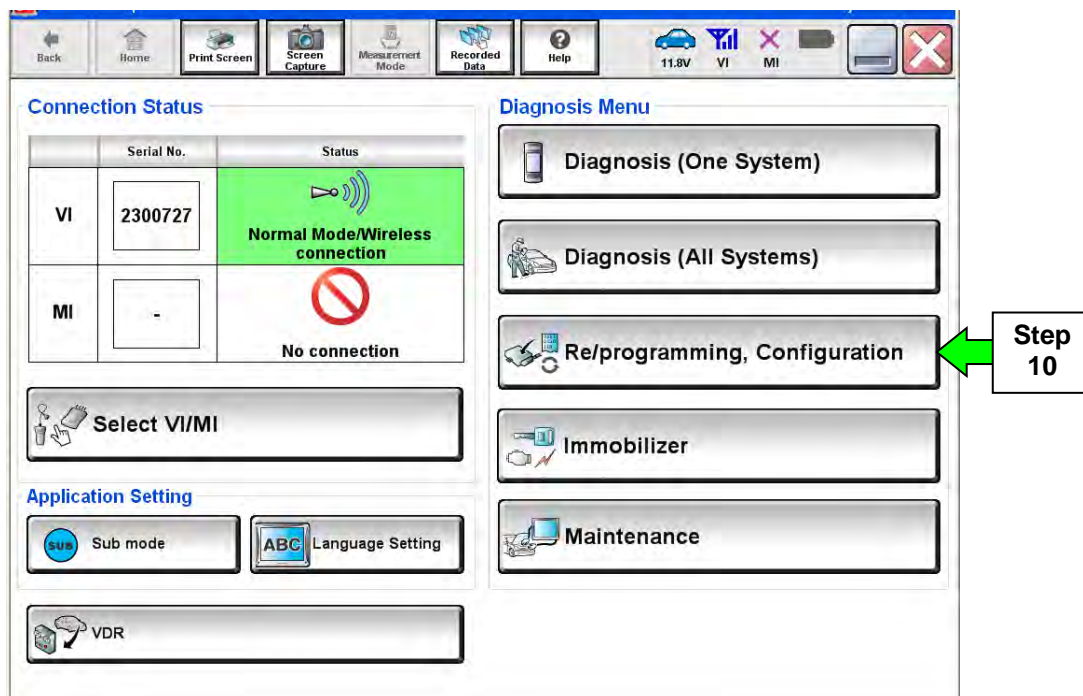 Back
Home
Print Screen
Screen
Capture
Measurement
Mode
Recorded
Data
?
Help
11.8V
VI
MI
Connection Status
Serial No.
Status
VI
2300727
Normal Mode/Wireless
connection
MI
-
No connection
Select VI/MI
Application Setting
SUB
Sub mode
ABC
Language Setting
VDR
Diagnosis Menu
Diagnosis (One System)
Diagnosis (All Systems)
Re/programming, Configuration
Immobilizer
Maintenance
Step
10